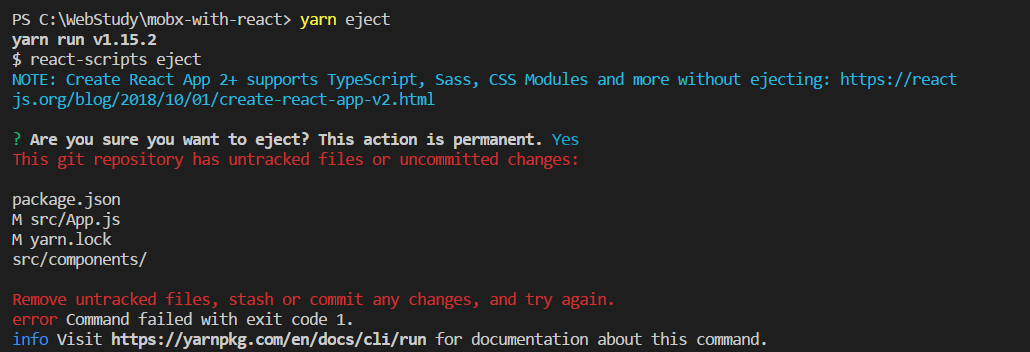 PS C:\WebStudy\mobx-with-react> yarn eject
yarn run v1.15.2
$ react-scripts eject
NOTE: Create React App 2+ supports TypeScript, Sass, CSS Modules and more without ejecting: https://react
js.org/blog/2018/10/01/create-react-app-v2.html
? Are you sure you want to eject? This action is permanent. Yes
This git repository has untracked files or uncommitted changes:
package.json
M src/App.js
M yarn.lock
src/components/
Remove untracked files, stash or commit any changes, and try again.
error Command failed with exit code 1.
info Visit https://yarnpkg.com/en/docs/cli/run for documentation about this command.